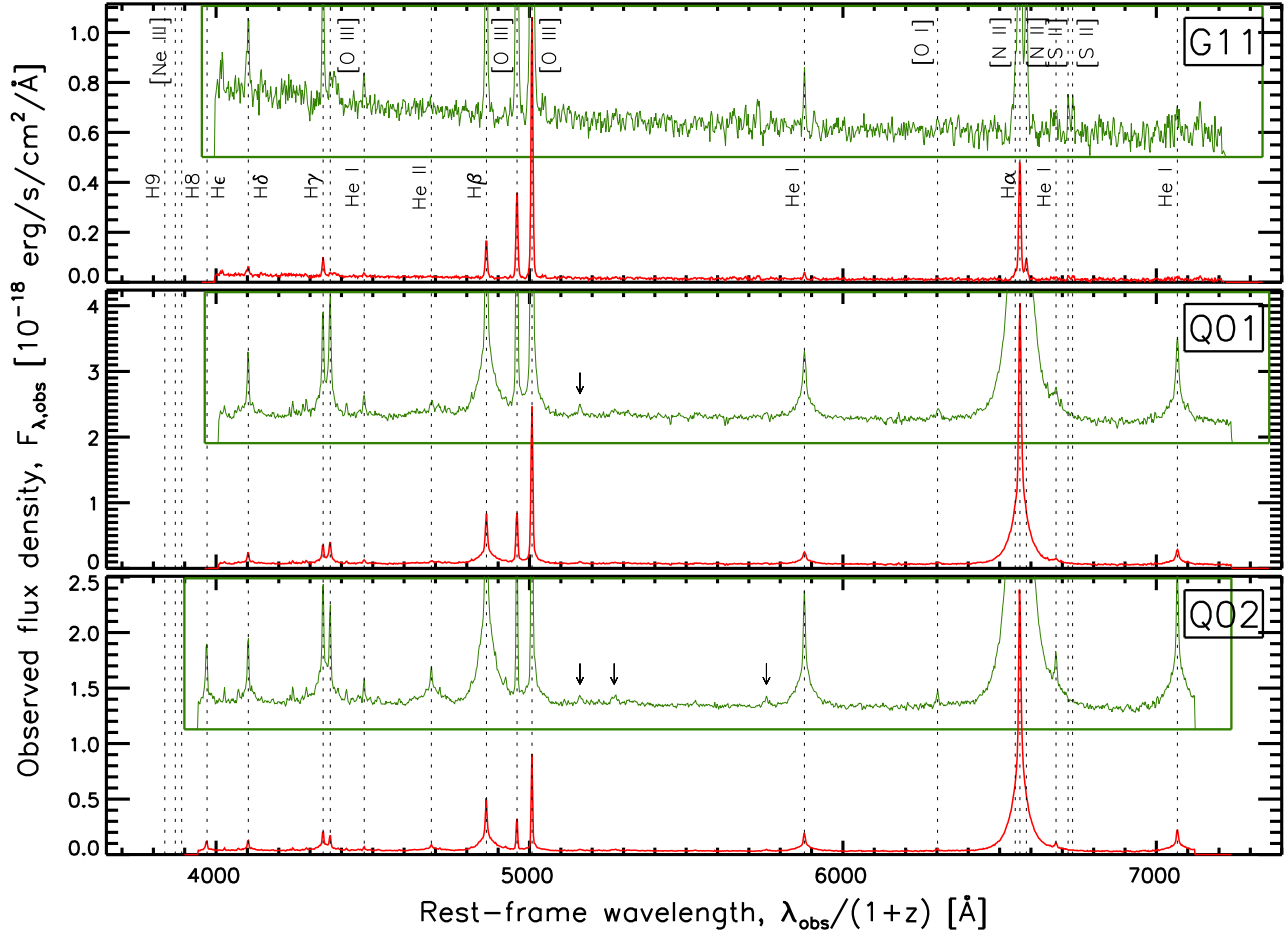 Observed flux density, F λ,obs [10⁻¹⁸ erg/s/cm²/Å]
1.0
0.8
0.6
0.4
0.2
0.0
[Ne III]
[O III]
[O III]
[O III]
[O I]
[N II]
[N II]
[S II]
[S II]
G11
H9
H8
Hϵ
Hδ
Hγ
He I
He II
Hβ
He I
Hα
He I
He I
4
3
2
1
0
Q01
2.5
2.0
1.5
1.0
0.5
0.0
Q02
4000
5000
6000
7000
Rest-frame wavelength, λobs/(1+z) [Å]